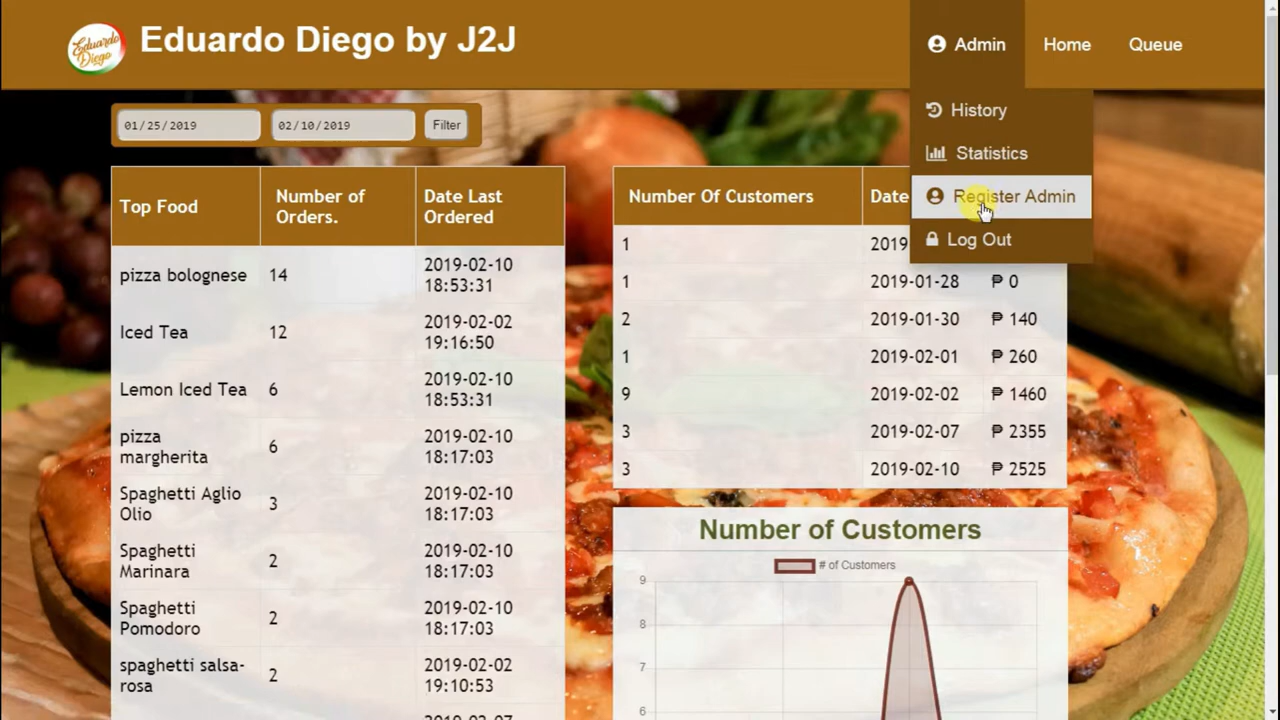 Eduardo Diego
Eduardo Diego by J2J
Admin
Home
Queue
History
Statistics
Register Admin
Log Out
01/25/2019
02/10/2019
Filter
Top Food
Number of
Orders.
Date Last
Ordered
pizza bolognese 14 2019-02-10
18:53:31
Iced Tea 12 2019-02-02
19:16:50
Lemon Iced Tea 6 2019-02-10
18:53:31
pizza
margherita 6 2019-02-10
18:17:03
Spaghetti Aglio
Olio 3 2019-02-10
18:17:03
Spaghetti
Marinara 2 2019-02-10
18:17:03
Spaghetti
Pomodoro 2 2019-02-10
18:17:03
spaghetti salsa-
rosa 2 2019-02-02
19:10:53
Number Of Customers Date
1 2019
1 2019-01-28 ₱ 0
2 2019-01-30 ₱ 140
1 2019-02-01 ₱ 260
9 2019-02-02 ₱ 1460
3 2019-02-07 ₱ 2355
3 2019-02-10 ₱ 2525
Number of Customers
# of Customers
9
8
7
6